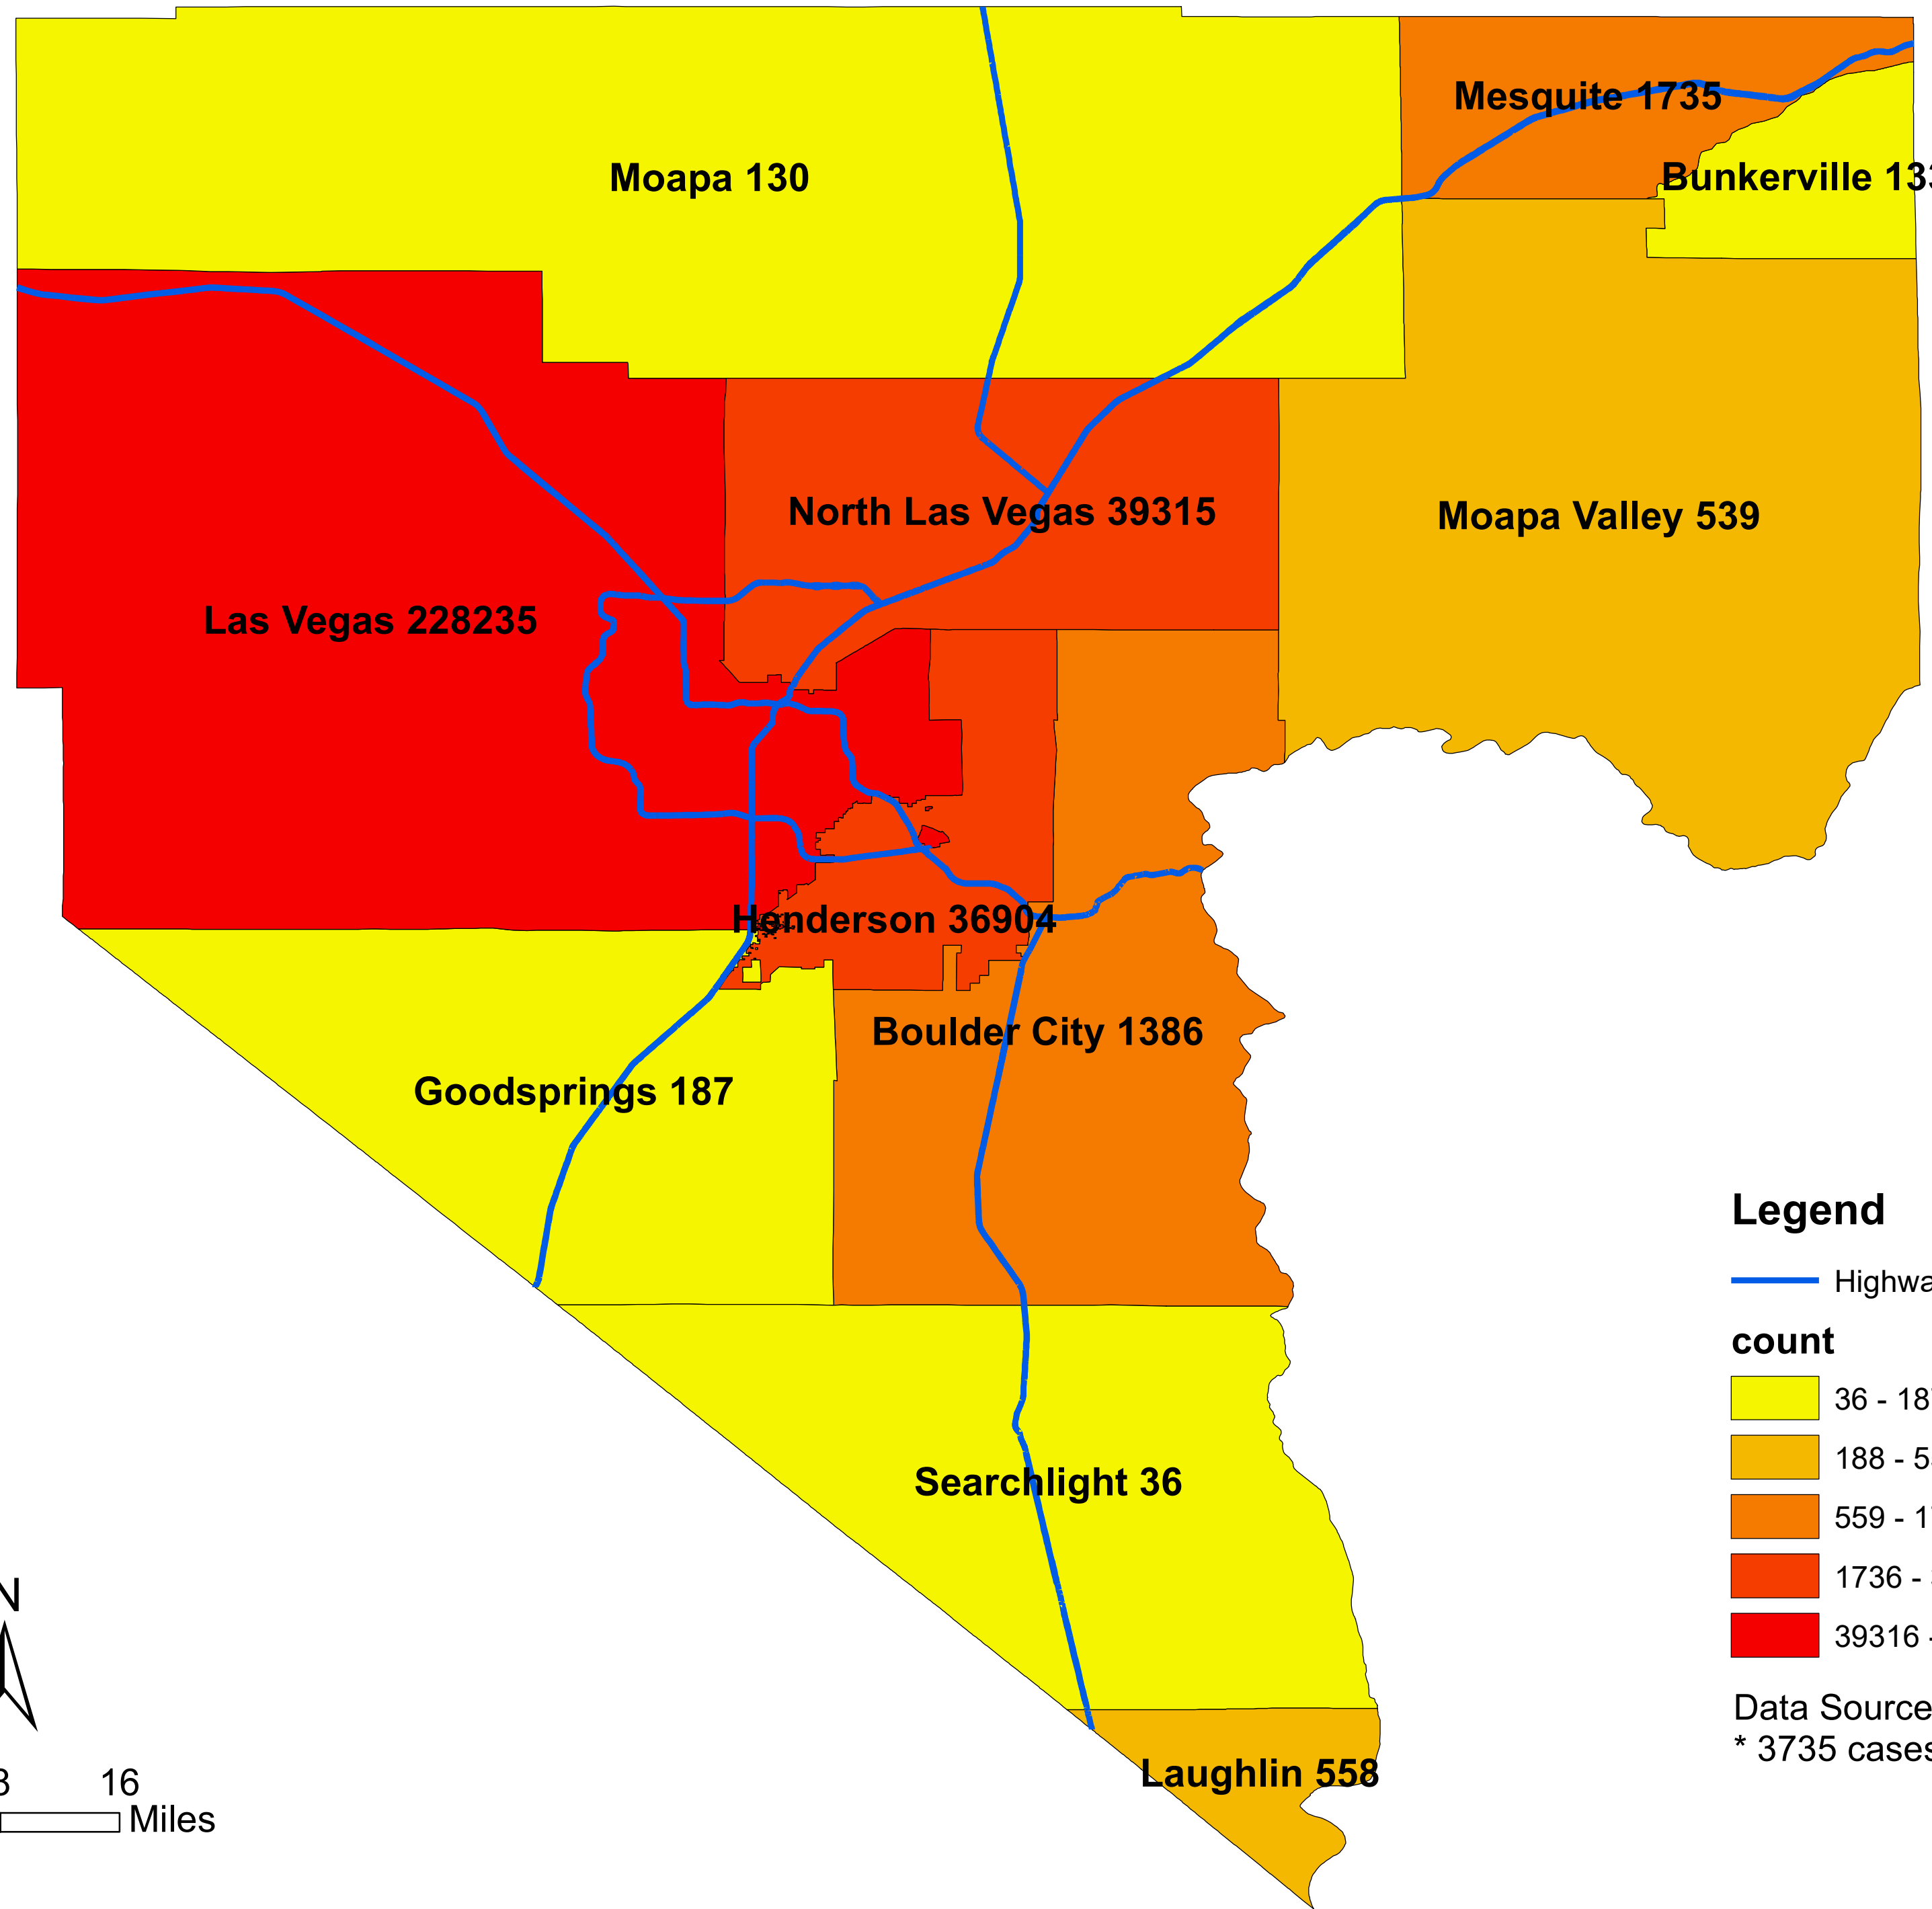 Mesquite 1735
Moapa 130
Bunkerville 133
North Las Vegas 39315
Moapa Valley 539
Las Vegas 228235
Henderson 36904
Boulder City 1386
Goodsprings 187
Searchlight 36
Laughlin 558
Legend
count
36 - 18
188 - 5
559 - 1
1736 -
39316 -
Data Source
* 3735 cases
N
16
Miles